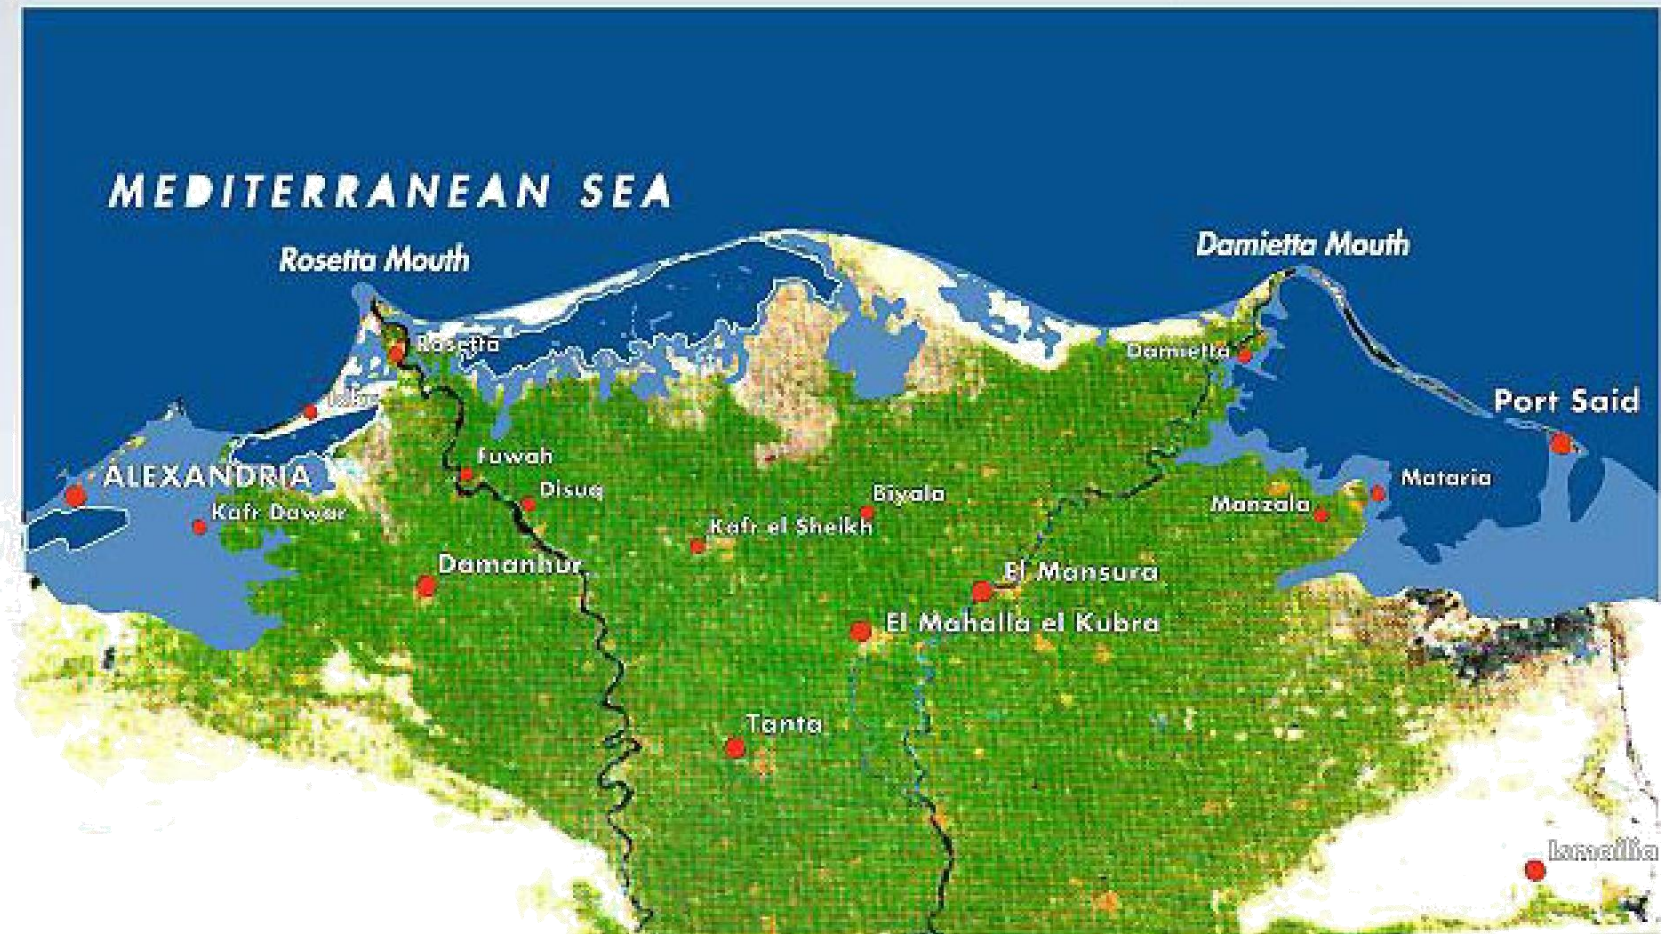 MEDITERRANEAN SEA
Rosetta Mouth
Damietta Mouth
Rosetta
Damietta
Port Said
ALEXANDRIA
Fuwah
Mataria
Disuq
Biyala
Manzala
Kafr Dawar
Kafr el Sheikh
Damanhur
El Mansura
El Mahalla el Kubra
Tanta
Ismailia